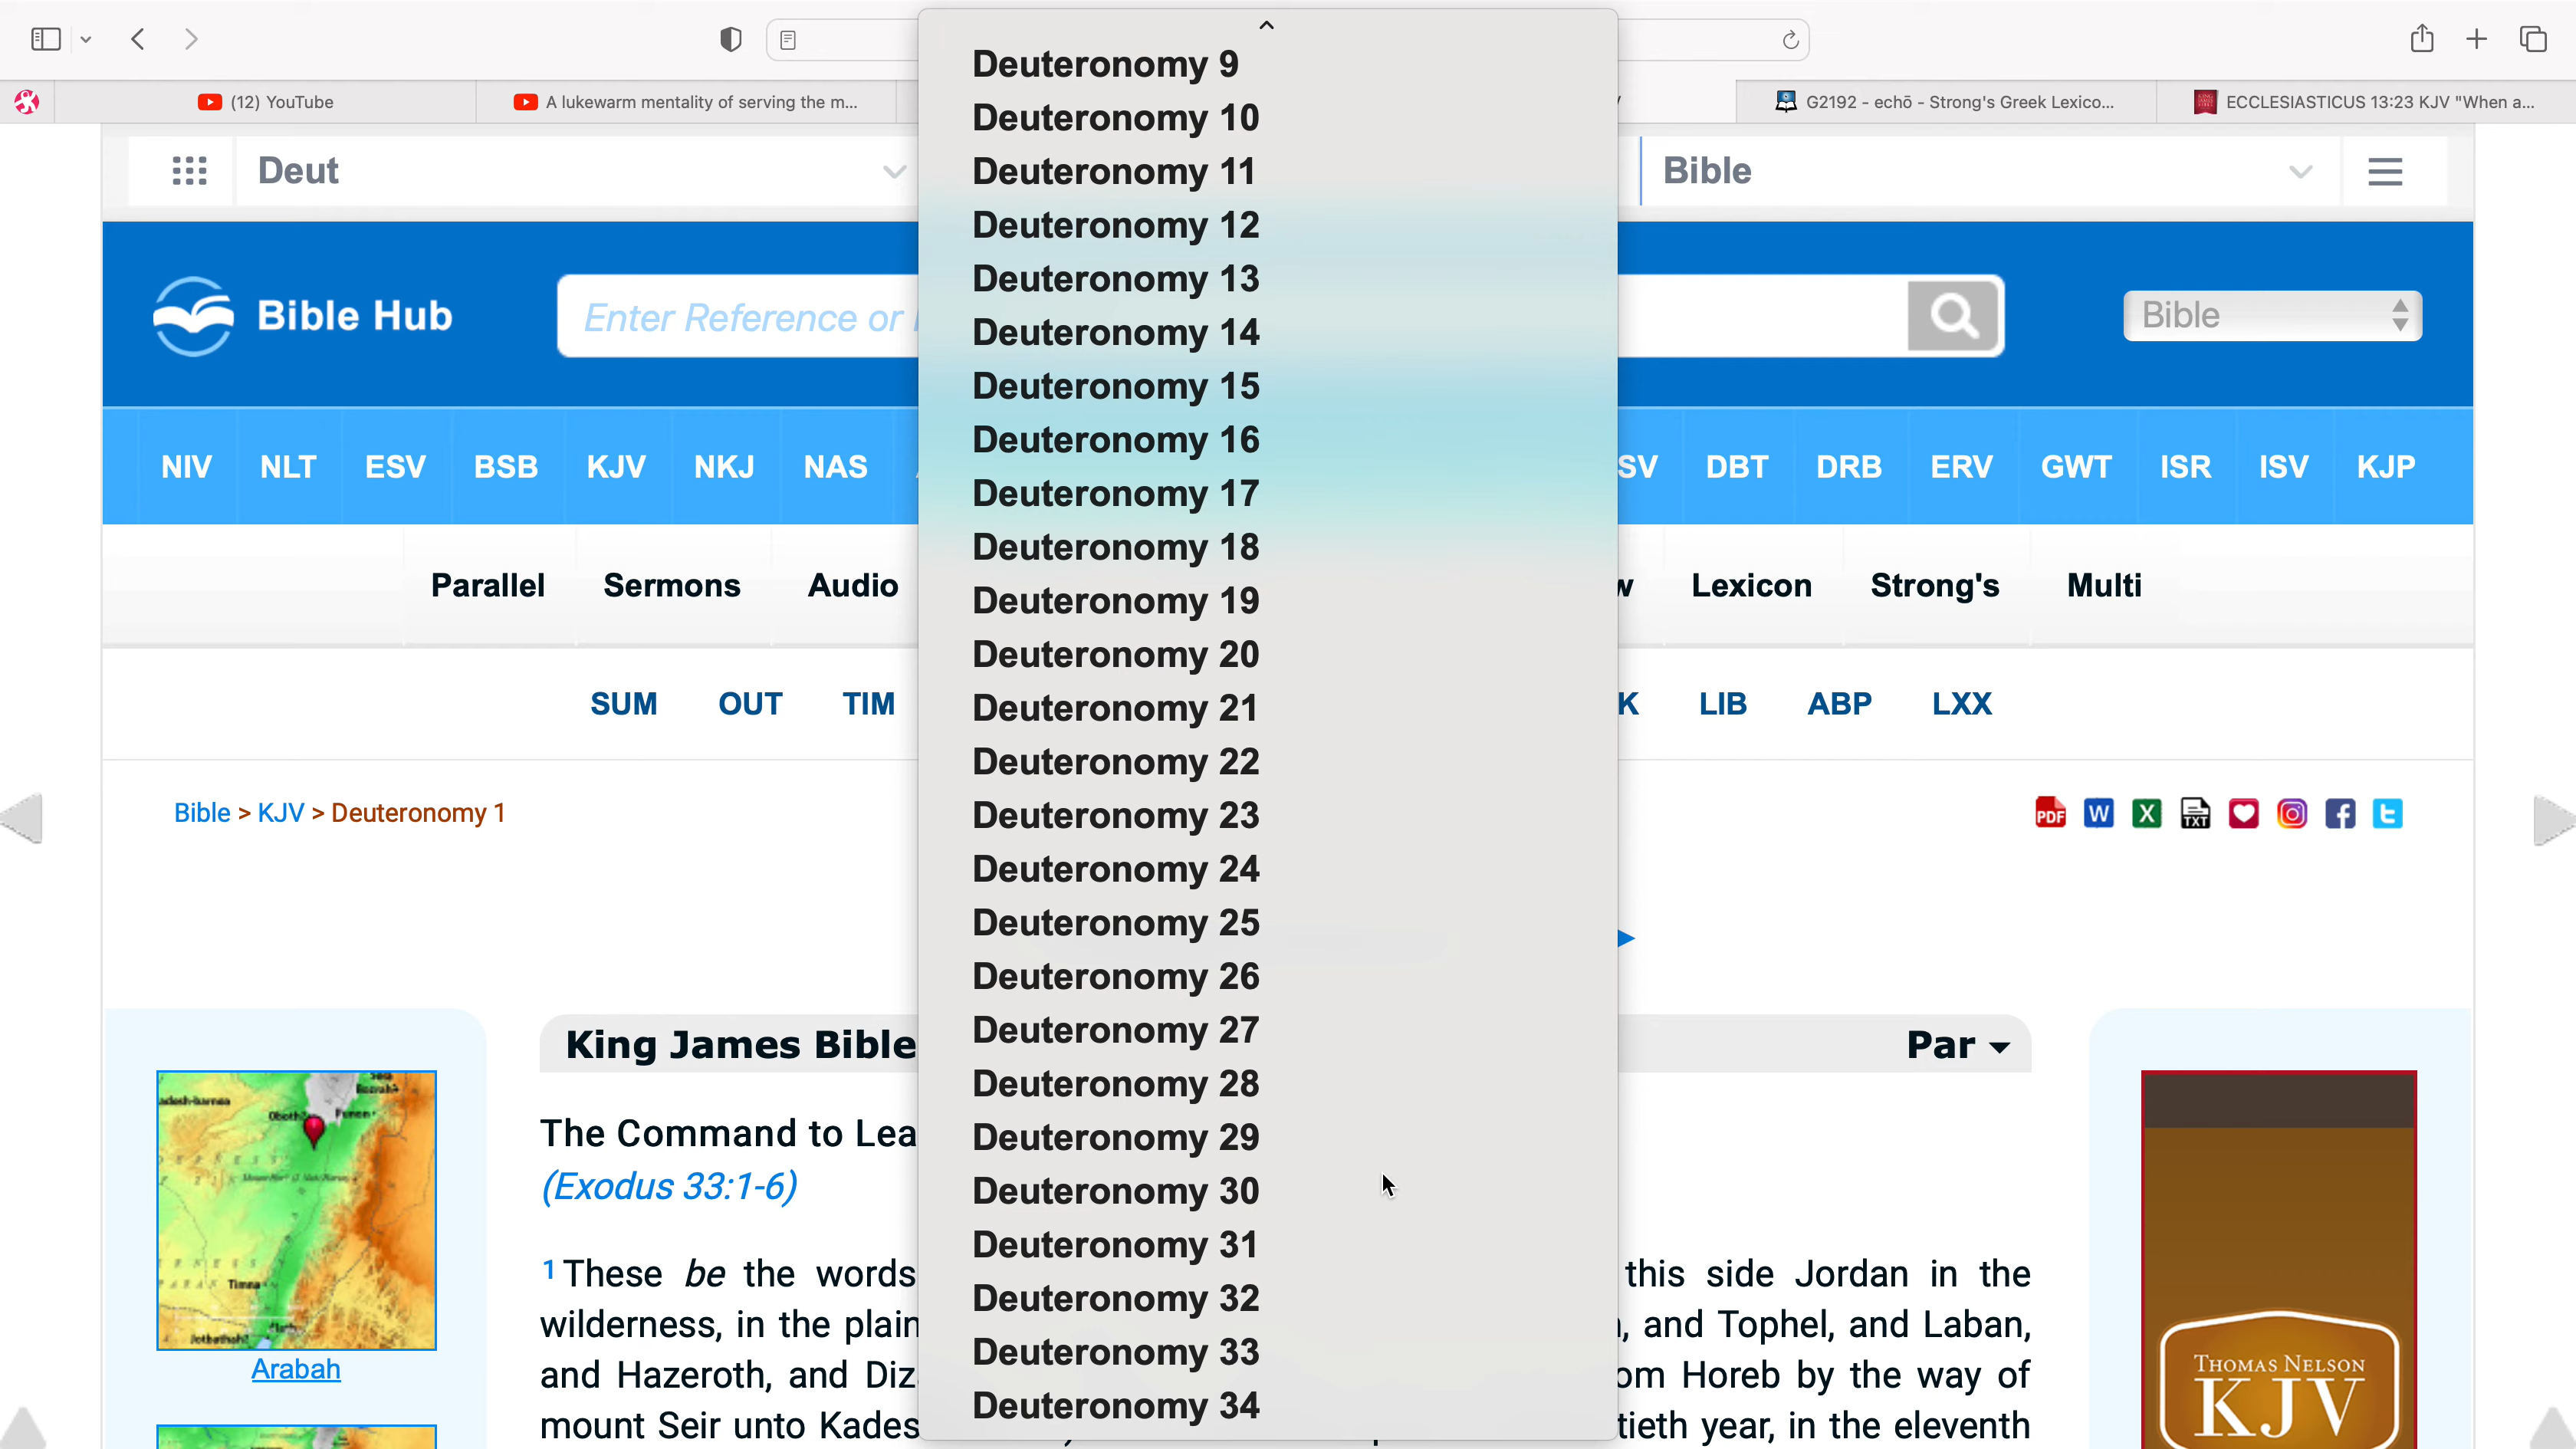 (12) YouTube
A lukewarm mentality of serving the m...
G2192 - echō - Strong's Greek Lexico...
ECCLESIASTICUS 13:23 KJV "When a...
Deut
Bible
Bible Hub
Enter Reference or
Bible
NIV NLT ESV BSB KJV NKJ NAS
SV DBT DRB ERV GWT ISR ISV KJP
Parallel Sermons Audio
w Lexicon Strong's Multi
SUM OUT TIM
K LIB ABP LXX
Bible > KJV > Deuteronomy 1
PDF W X TXT
Deuteronomy 9
Deuteronomy 10
Deuteronomy 11
Deuteronomy 12
Deuteronomy 13
Deuteronomy 14
Deuteronomy 15
Deuteronomy 16
Deuteronomy 17
Deuteronomy 18
Deuteronomy 19
Deuteronomy 20
Deuteronomy 21
Deuteronomy 22
Deuteronomy 23
Deuteronomy 24
Deuteronomy 25
Deuteronomy 26
Deuteronomy 27
Deuteronomy 28
Deuteronomy 29
Deuteronomy 30
Deuteronomy 31
Deuteronomy 32
Deuteronomy 33
Deuteronomy 34
King James Bible
Par
The Command to Lea
(Exodus 33:1-6)
1 These be the words
this side Jordan in the
wilderness, in the plain
, and Tophel, and Laban,
and Hazeroth, and Diz
om Horeb by the way of
mount Seir unto Kades
tieth year, in the eleventh
Oboth
Punon
Timna
Arabah
THOMAS NELSON
KJV